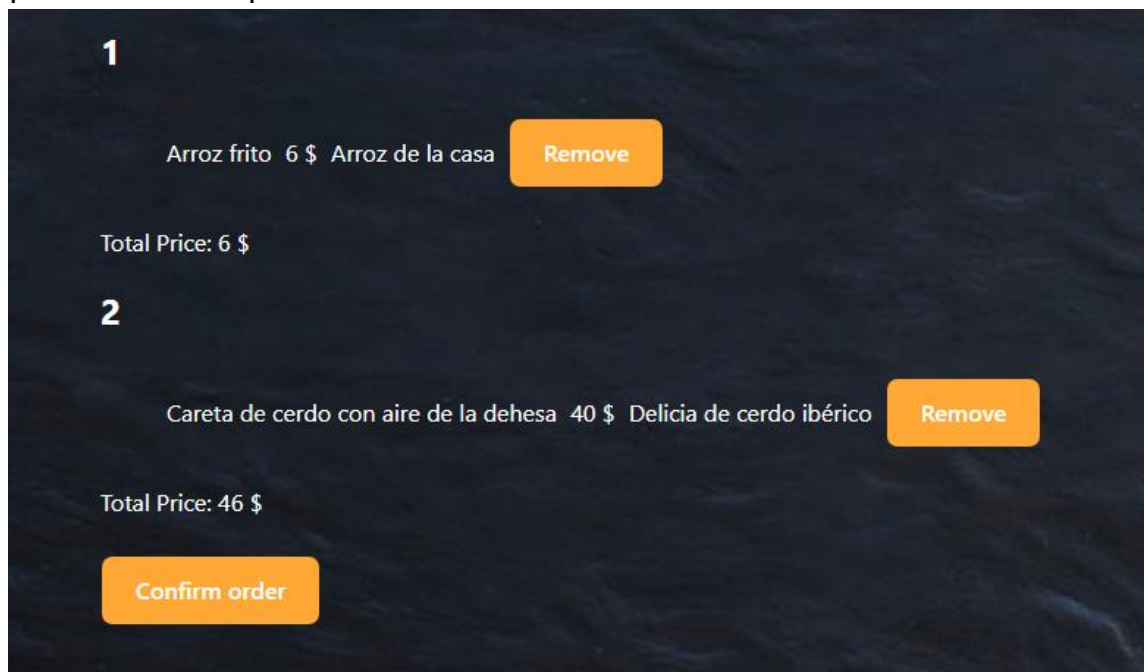 1
Arroz frito 6 $ Arroz de la casa Remove
Total Price: 6 $
2
Careta de cerdo con aire de la dehesa 40 $ Delicia de cerdo ibérico Remove
Total Price: 46 $
Confirm order